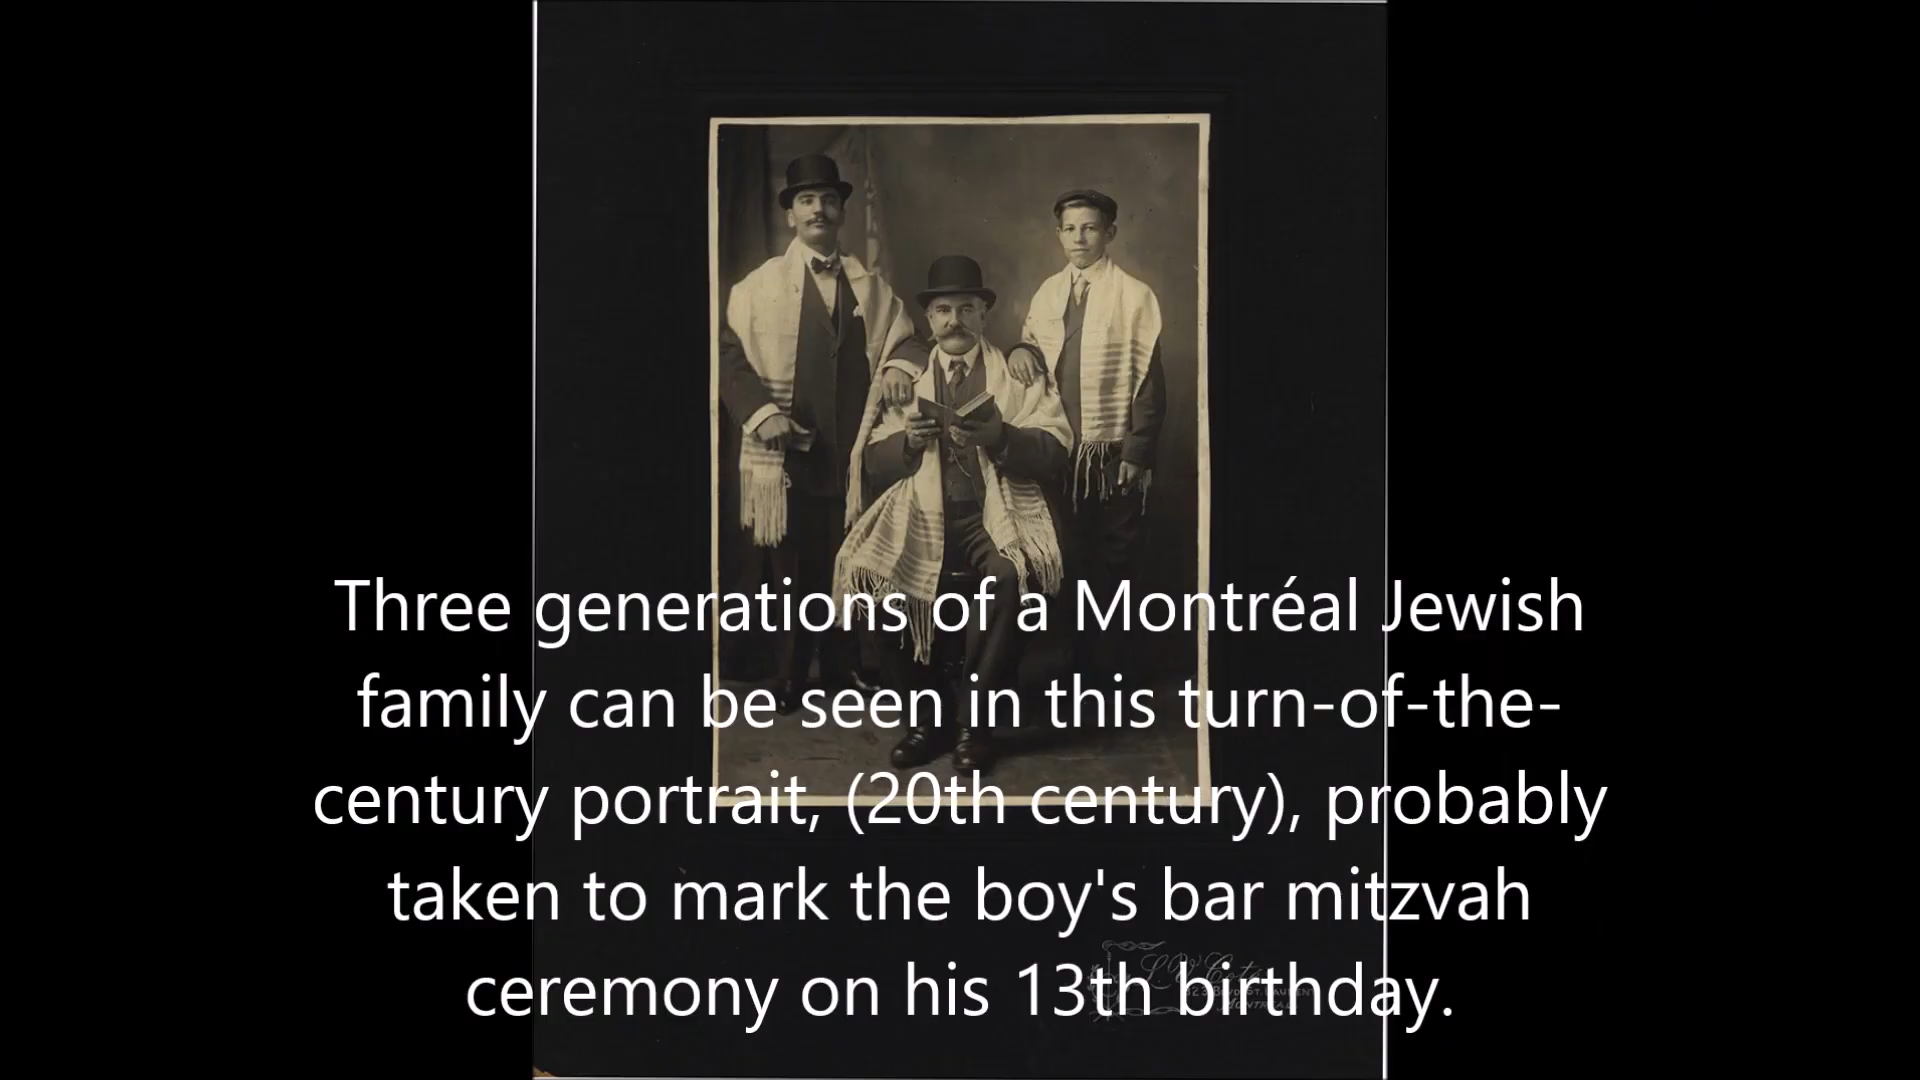 Three generations of a Montréal Jewish
family can be seen in this turn-of-the-
century portrait, (20th century), probably
taken to mark the boy's bar mitzvah
ceremony on his 13th birthday.
MONTREAL